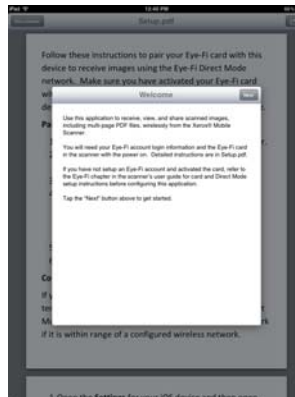 iPad
12:40 PM
Setup.pdf
Follow these instructions to pair your Eye-Fi card with this
device to receive images using the Eye-Fi Direct Mode
network. Make sure you have activated your Eye-Fi card
Welcome
Next
Use this application to receive, view, and share scanned images,
including multi-page PDF files, wirelessly from the Xerox® Mobile
Scanner
You will need your Eye-Fi account login information and the Eye-Fi card
in the scanner with the power on. Detailed instructions are in Setup.pdf.
If you have not setup an Eye-Fi account and activated the card, refer to
the Eye-Fi chapter in the scanner's user guide for card and Direct Mode
setup instructions before configuring this application.
Tap the "Next" button above to get started.
if it is within range of a configured wireless network.
1. Open the Settings for your iOS device and then open